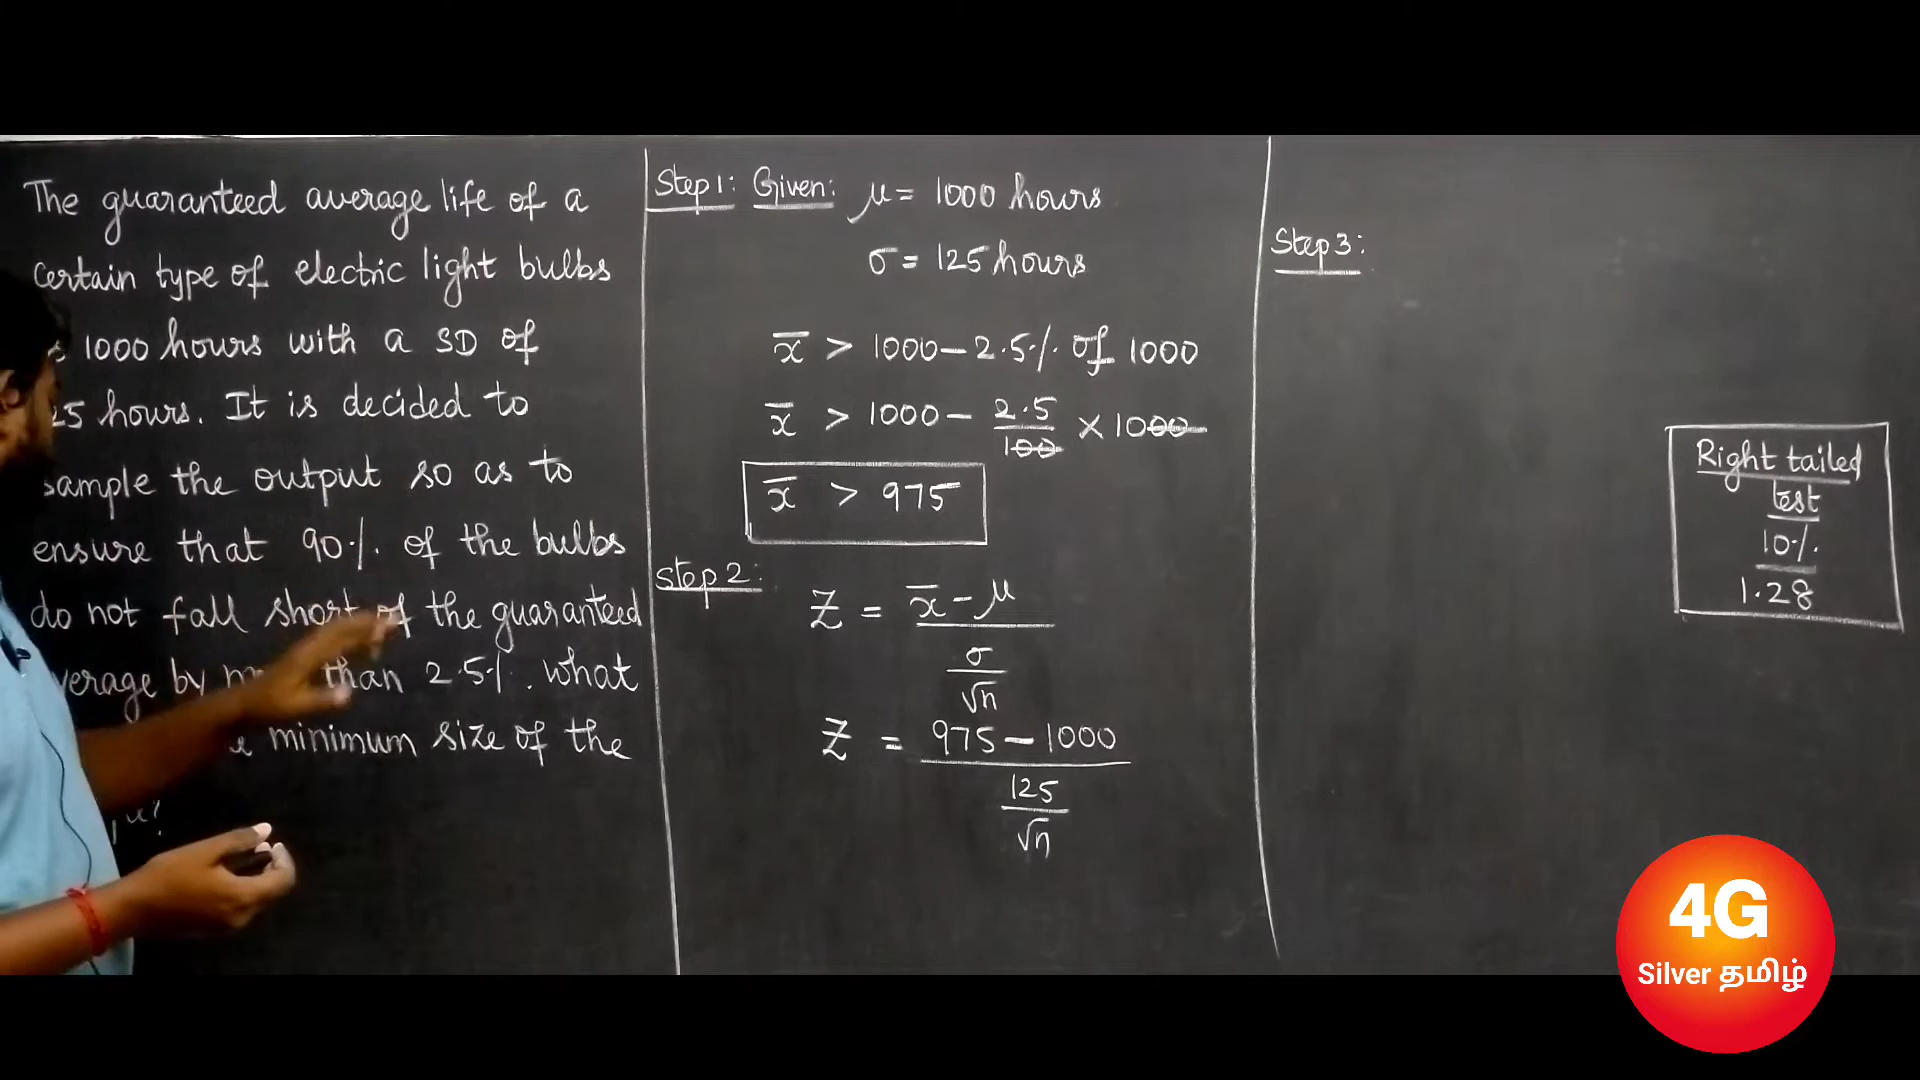 The guaranteed average life of a
certain type of electric light bulbs
1000 hours with a SD of
25 hours. It is decided to
sample the output so as to
ensure that 90% of the bulbs
do not fall short of the guaranteed
verage by than 2.5%. what
minimum size of the
Step 1: Given: μ = 1000 hours
σ = 125 hours
x̄ > 1000 - 2.5% of 1000
x̄ > 1000 - 2.5/100 × 1000
x̄ > 975
Step 2:
Z = x̄ - μ
σ
√n
Z = 975 - 1000
125
√n
Step 3:
Right tailed
test
10%
1.28
4G
Silver தமிழ்